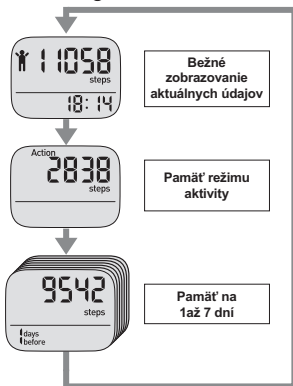 11058
steps
18:14
Bežné
zobrazovanie
aktuálnych údajov
Action
2838
steps
Pamäť režimu
aktivity
9542
steps
1 days
before
Pamäť na
1až 7 dní